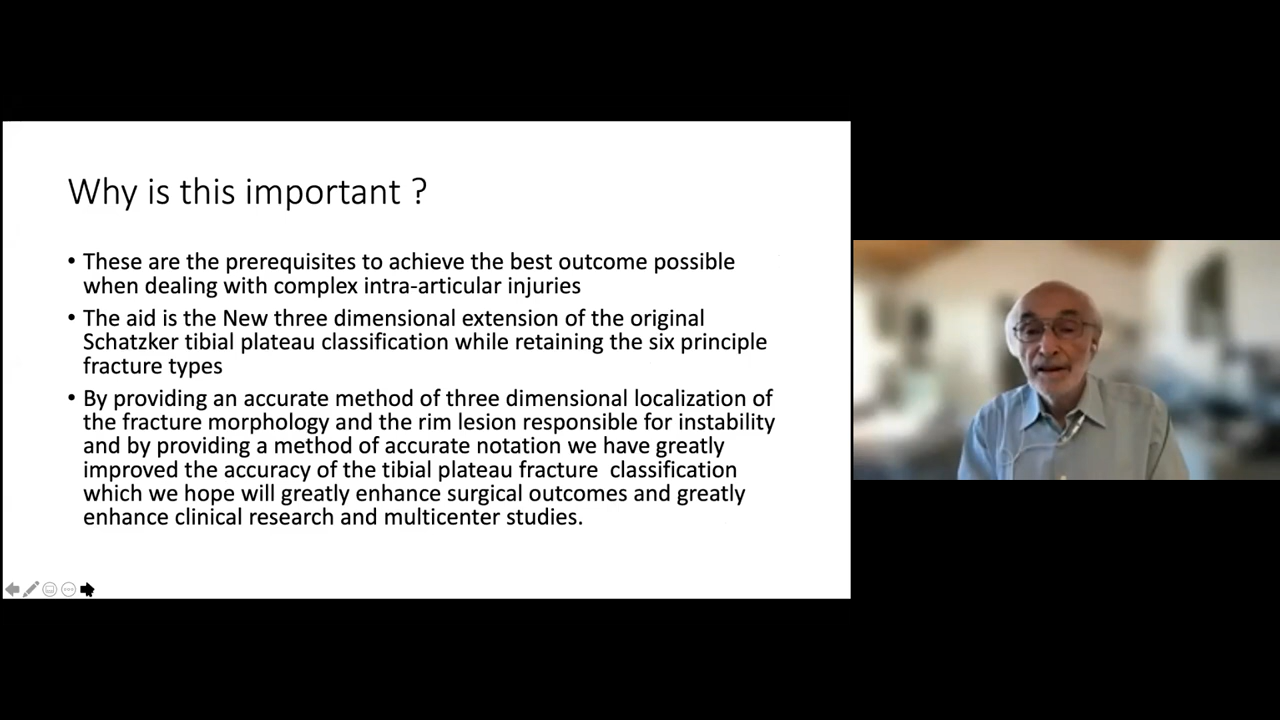 Why is this important ?
• These are the prerequisites to achieve the best outcome possible
when dealing with complex intra-articular injuries
• The aid is the New three dimensional extension of the original
Schatzker tibial plateau classification while retaining the six principle
fracture types
• By providing an accurate method of three dimensional localization of
the fracture morphology and the rim lesion responsible for instability
and by providing a method of accurate notation we have greatly
improved the accuracy of the tibial plateau fracture  classification
which we hope will greatly enhance surgical outcomes and greatly
enhance clinical research and multicenter studies.